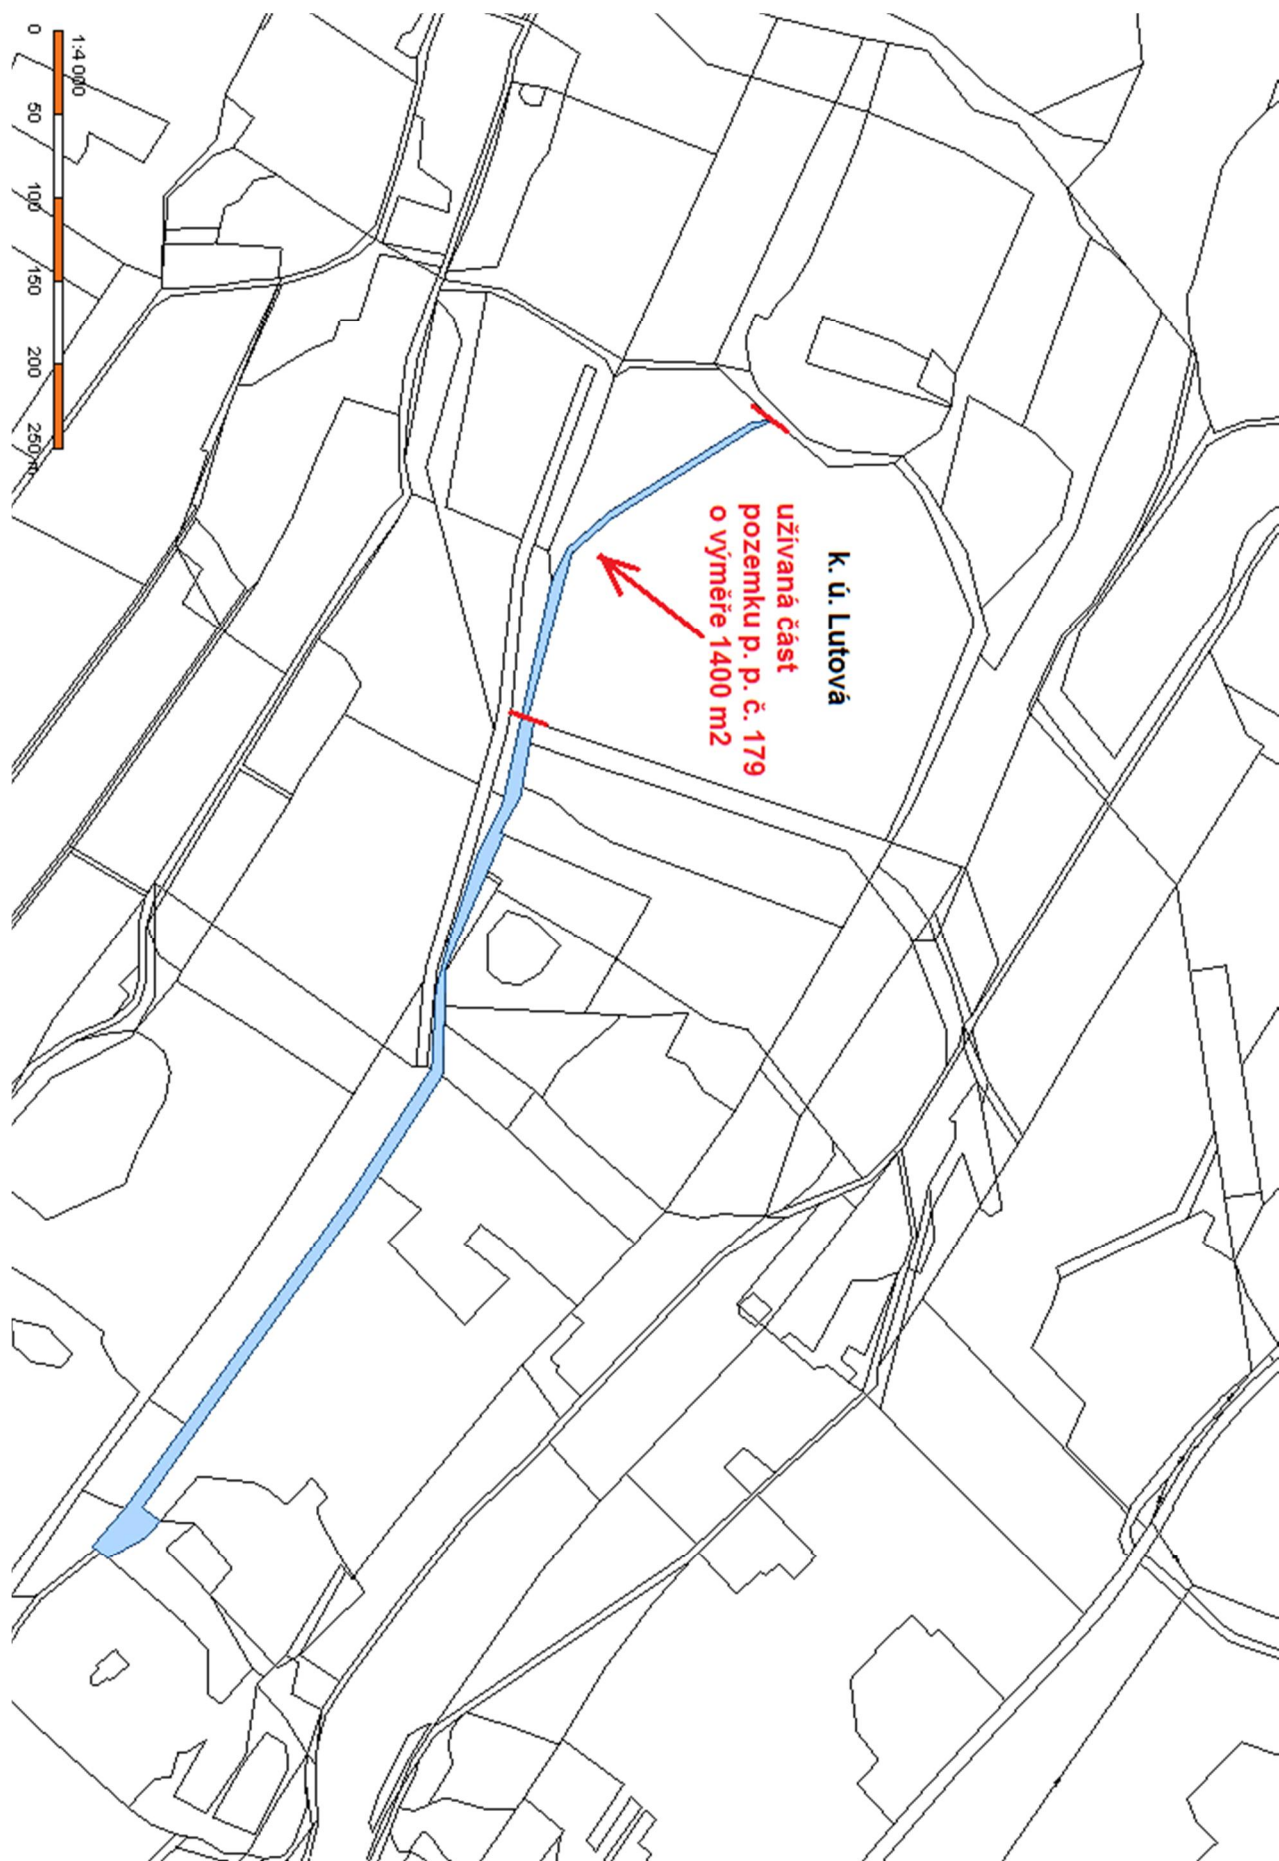 k. ú. Lutová
užívaná část
pozemku p. p. č. 179
o výměře 1400 m2
1:4 000
0 50 100 150 200 250 m